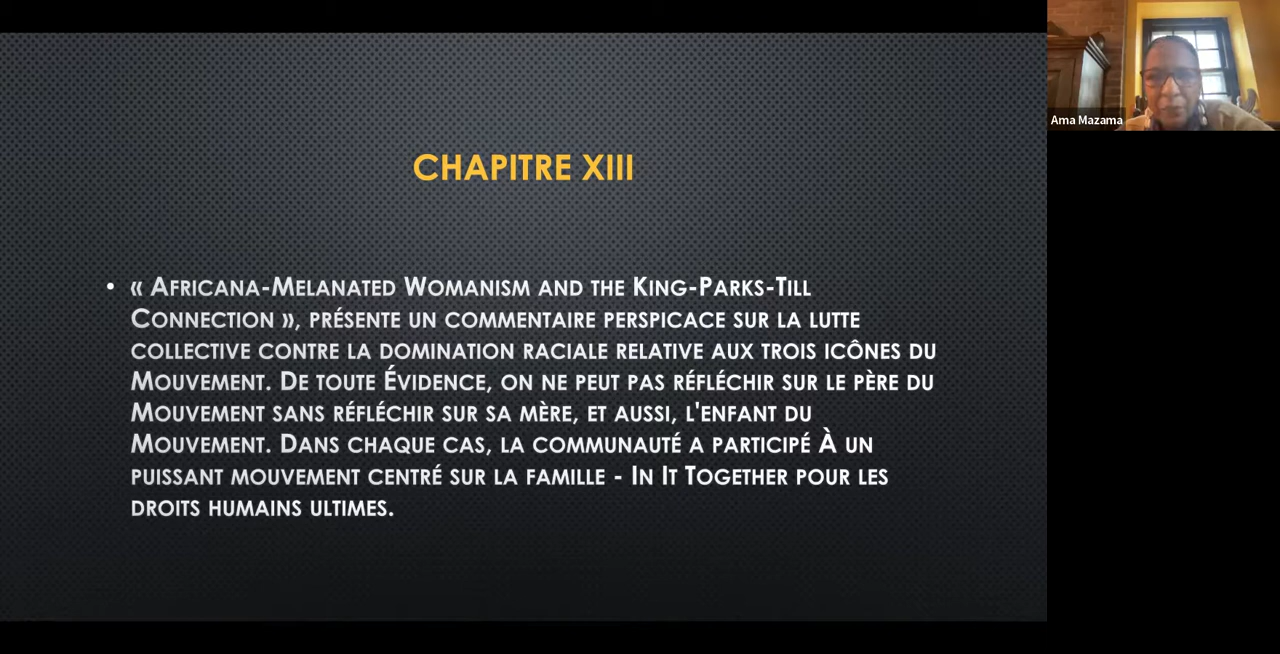 CHAPITRE XIII
• « AFRICANA-MELANATED WOMANISM AND THE KING-PARKS-TILL
CONNECTION », PRÉSENTE UN COMMENTAIRE PERSPICACE SUR LA LUTTE
COLLECTIVE CONTRE LA DOMINATION RACIALE RELATIVE AUX TROIS ICÔNES DU
MOUVEMENT. DE TOUTE ÉVIDENCE, ON NE PEUT PAS RÉFLÉCHIR SUR LE PÈRE DU
MOUVEMENT SANS RÉFLÉCHIR SUR SA MÈRE, ET AUSSI, L'ENFANT DU
MOUVEMENT. DANS CHAQUE CAS, LA COMMUNAUTÉ A PARTICIPÉ À UN
PUISSANT MOUVEMENT CENTRÉ SUR LA FAMILLE - IN IT TOGETHER POUR LES
DROITS HUMAINS ULTIMES.
Ama Mazama